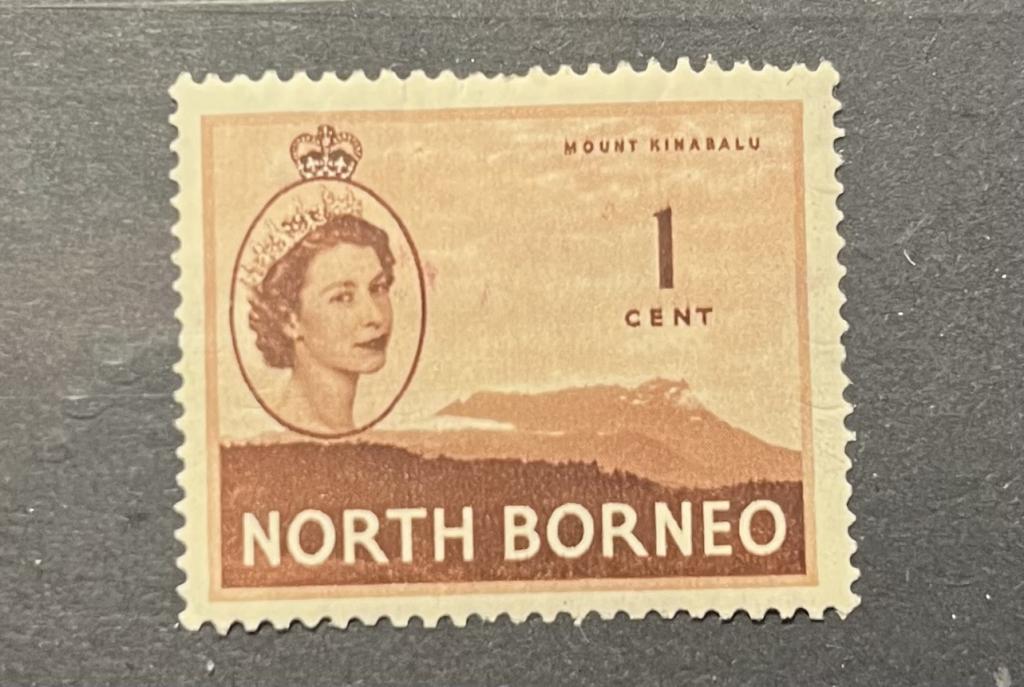 MOUNT KINABALU
1
CENT
NORTH BORNEO